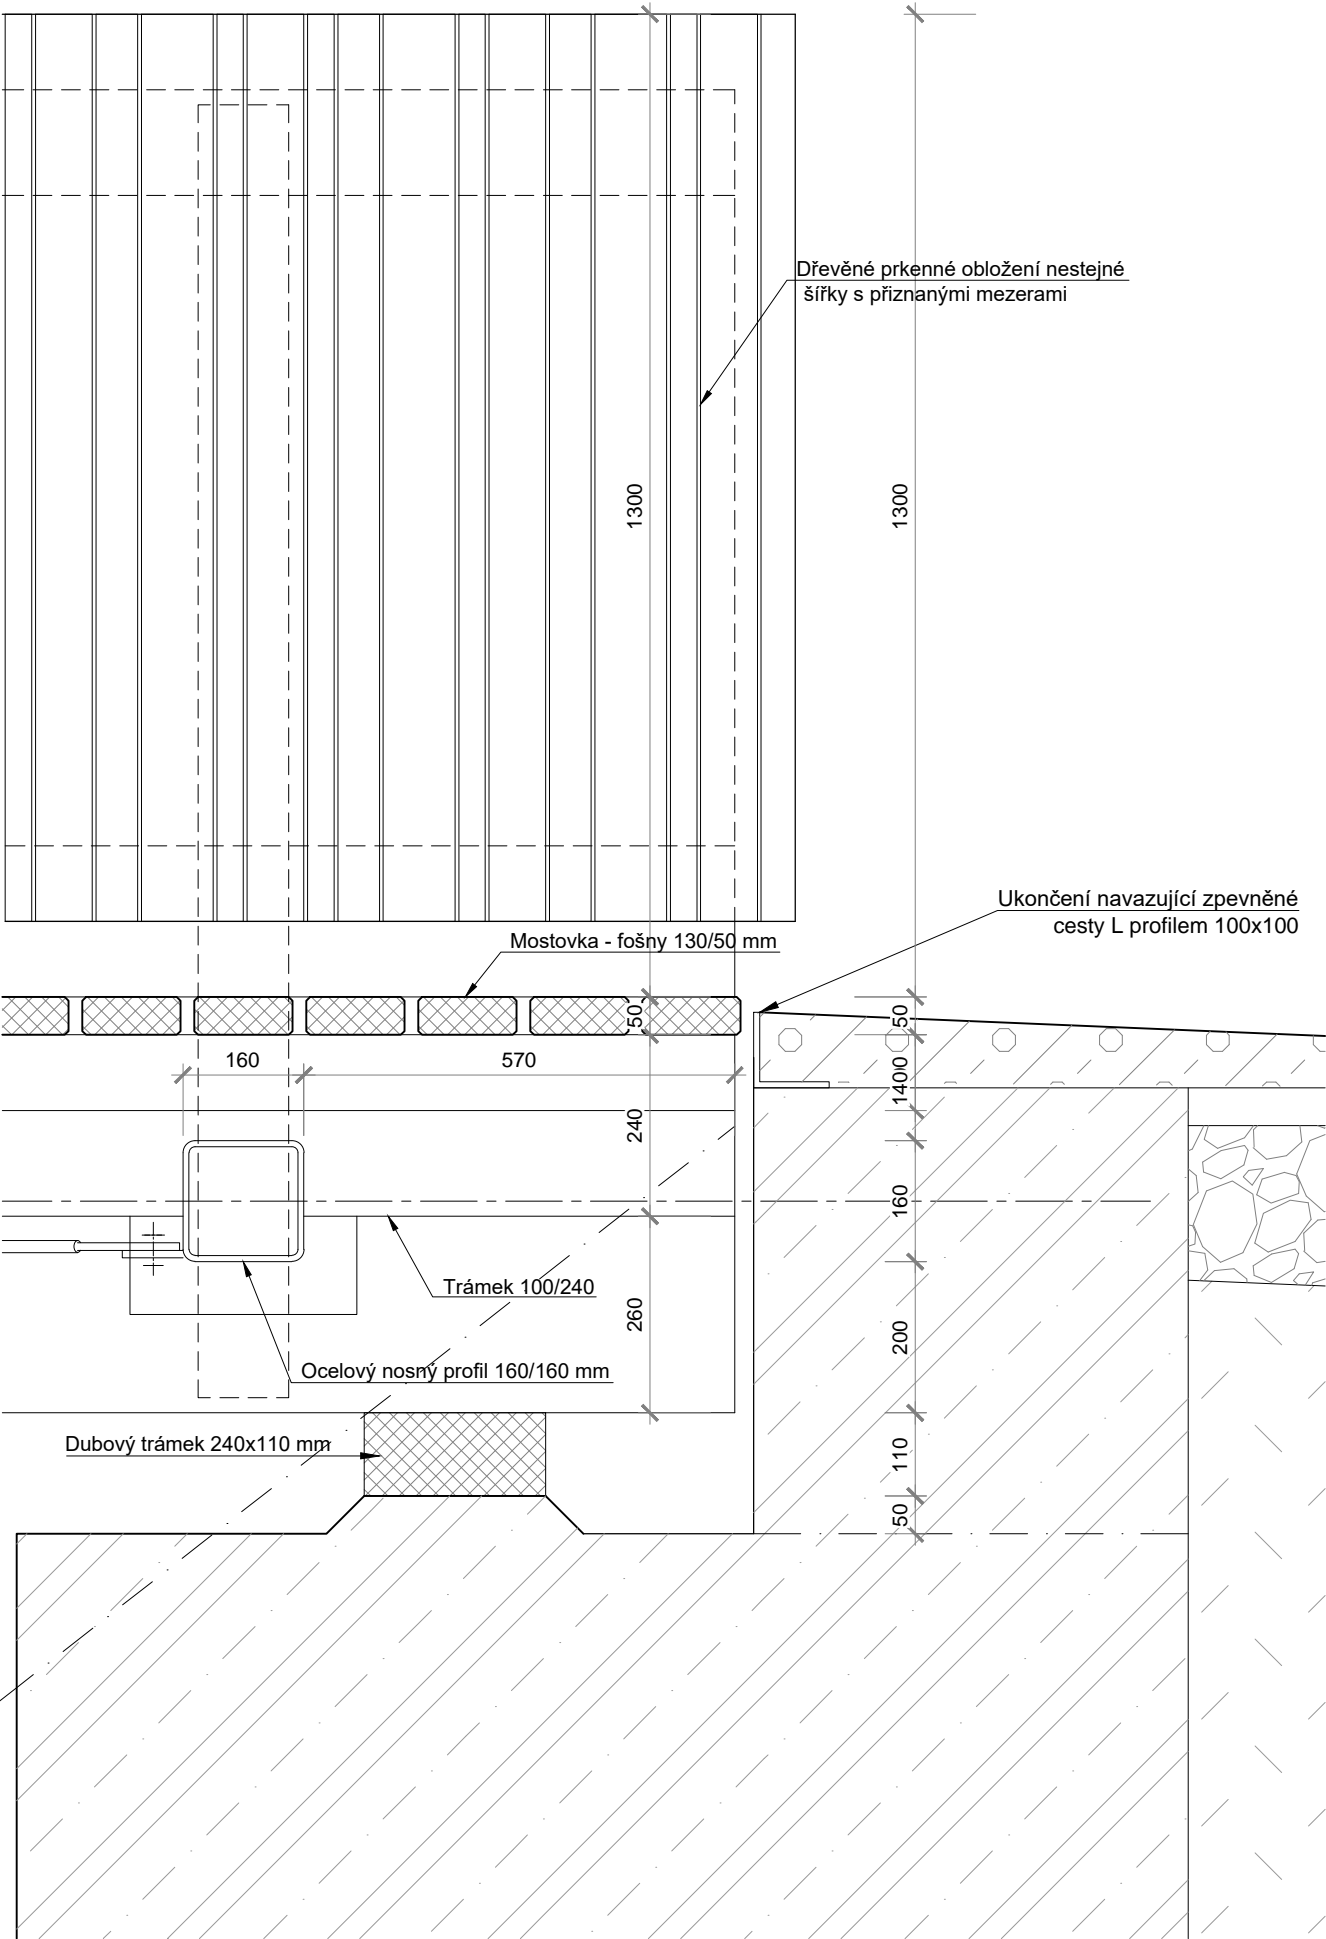 Dřevěné prkenné obložení nestejné
šířky s přiznanými mezerami
1300
1300
Ukončení navazující zpevněné
cesty L profilem 100x100
Mostovka - fošny 130/50 mm
50
50
160
570
240
160
Trámek 100/240
260
200
Ocelový nosný profil 160/160 mm
Dubový trámek 240x110 mm
110
50